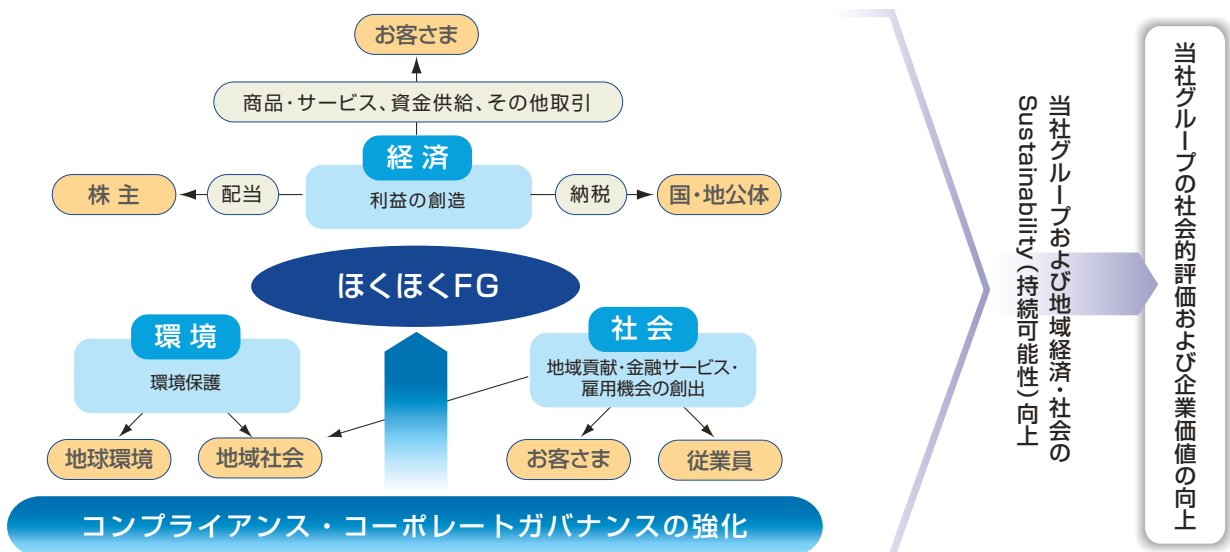 お客さま
商品・サービス、資金供給、その他取引
経済
利益の創造
株主
配当
納税
国・地公体
ほくほくFG
環境
環境保護
社会
地域貢献・金融サービス・
雇用機会の創出
地球環境
地域社会
お客さま
従業員
コンプライアンス・コーポレートガバナンスの強化
当社グループおよび地域経済・社会の
Sustainability(持続可能性)向上
当社グループの社会的評価および企業価値の向上